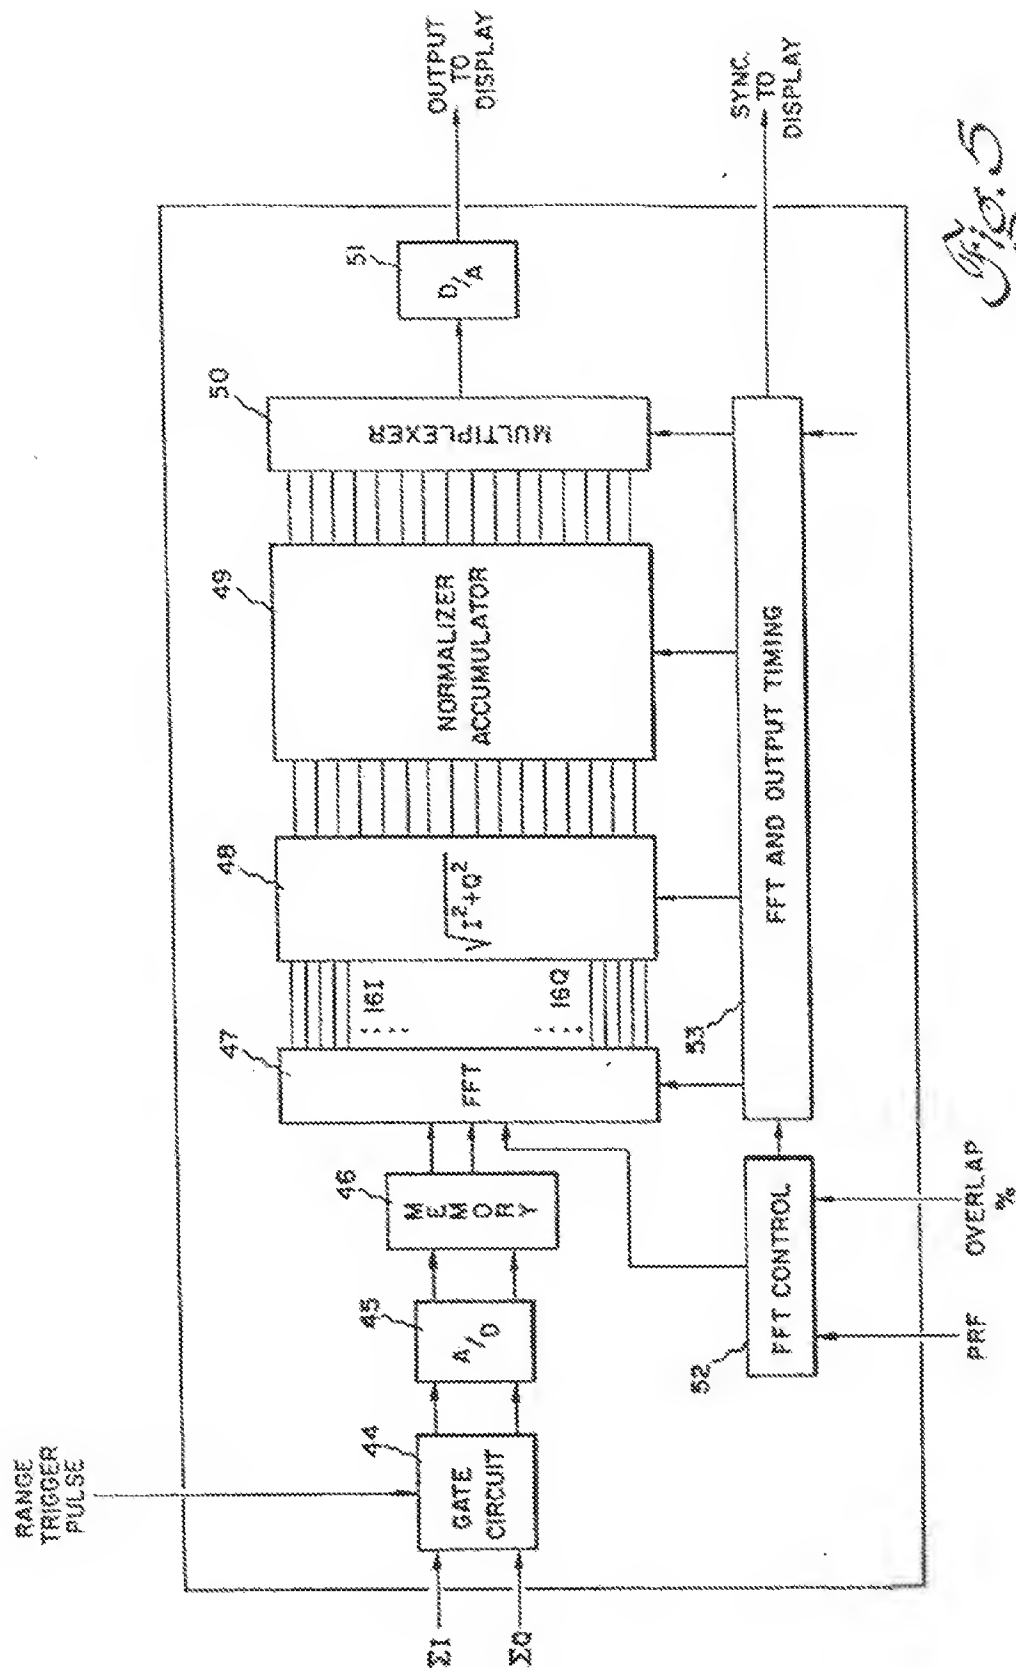 RANGE
TRIGGER
PULSE
ΣI
ΣQ
44
GATE
CIRCUIT
45
A/D
46
MEMORY
47
FFT
16I
16Q
48
√I²+Q²
49
NORMALIZER
ACCUMULATOR
50
MULTIPLEXER
51
D/A
OUTPUT
TO
DISPLAY
52
FFT CONTROL
PRF
OVERLAP
%
53
FFT AND OUTPUT TIMING
SYNC.
TO
DISPLAY
Fig. 5